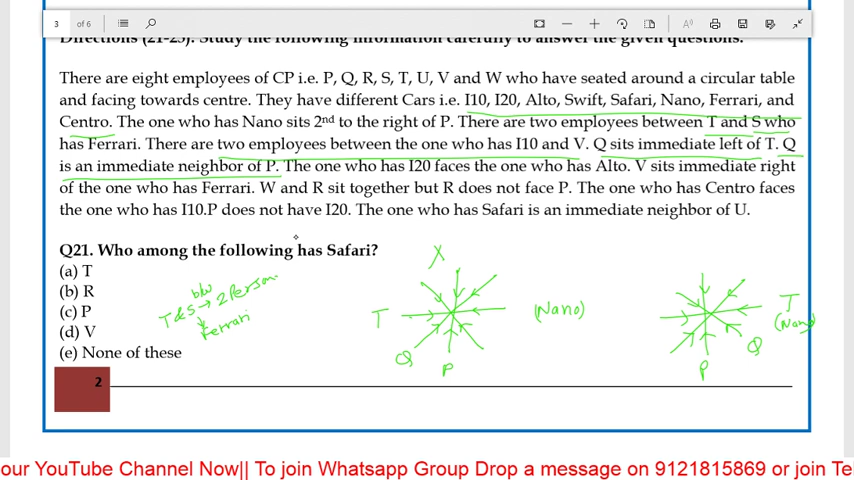 3 of 6
Directions (21-25): Study the following information carefully to answer the given questions.
There are eight employees of CP i.e. P, Q, R, S, T, U, V and W who have seated around a circular table
and facing towards centre. They have different Cars i.e. I10, I20, Alto, Swift, Safari, Nano, Ferrari, and
Centro. The one who has Nano sits 2nd to the right of P. There are two employees between T and S who
has Ferrari. There are two employees between the one who has I10 and V. Q sits immediate left of T. Q
is an immediate neighbor of P. The one who has I20 faces the one who has Alto. V sits immediate right
of the one who has Ferrari. W and R sit together but R does not face P. The one who has Centro faces
the one who has I10.P does not have I20. The one who has Safari is an immediate neighbor of U.
Q21. Who among the following has Safari?
(a) T
(b) R
(c) P
(d) V
(e) None of these
b/w
T & S → 2 Person
Ferrari
X
T
(Nano)
Q
P
T
(Nano)
Q
P
2
our YouTube Channel Now|| To join Whatsapp Group Drop a message on 9121815869 or join Te